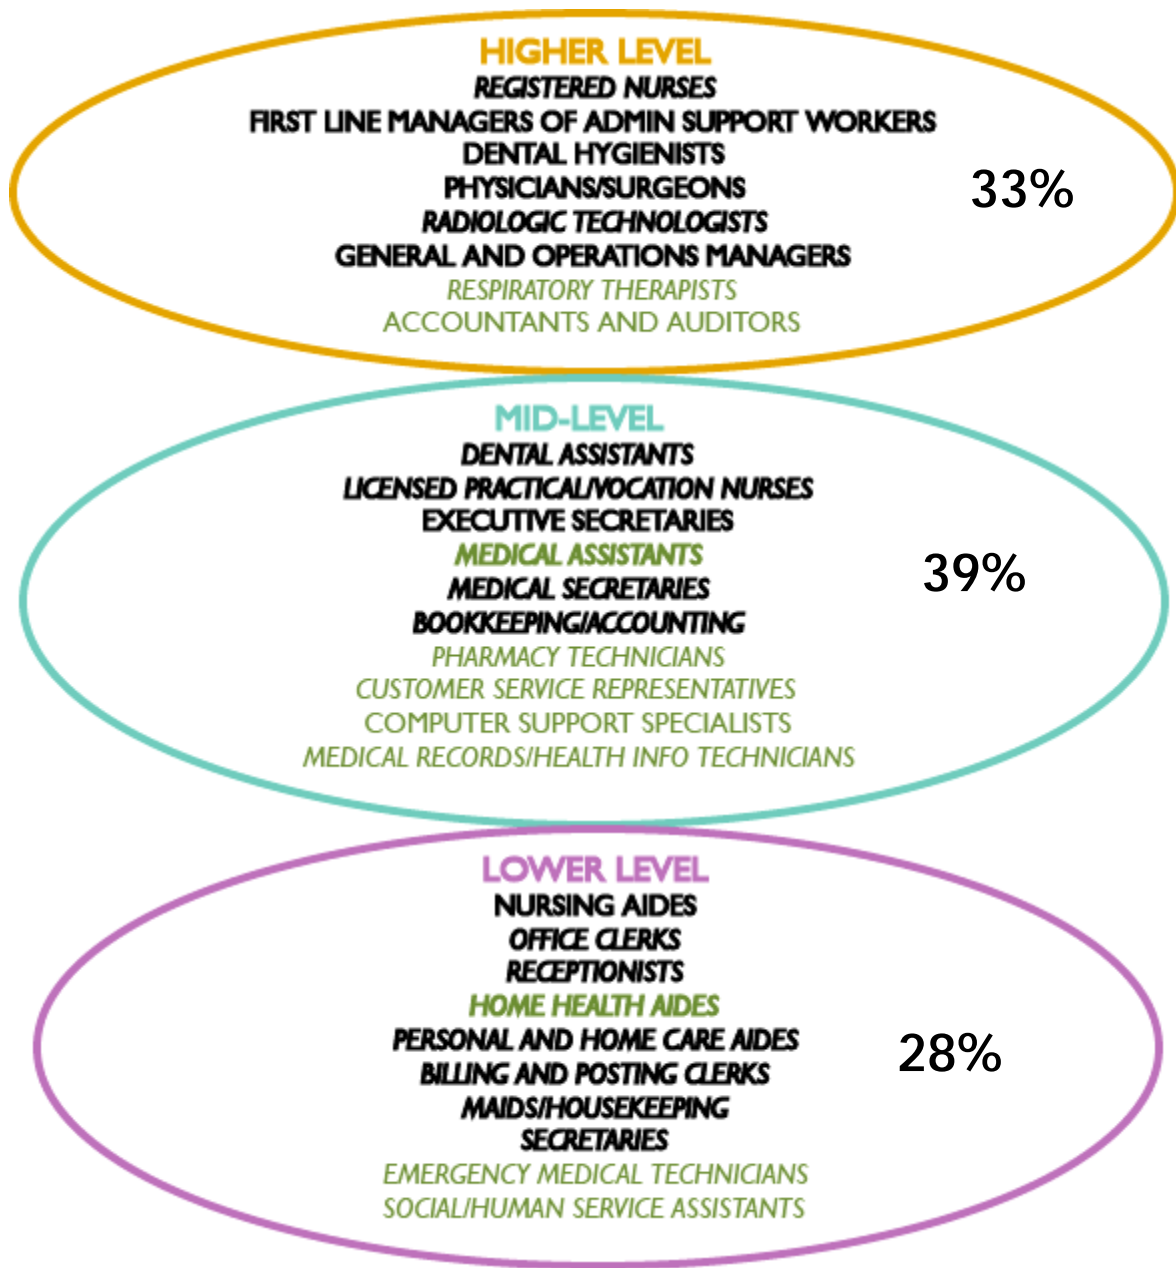 HIGHER LEVEL
REGISTERED NURSES
FIRST LINE MANAGERS OF ADMIN SUPPORT WORKERS
DENTAL HYGIENISTS
PHYSICIANS/SURGEONS
33%
RADIOLOGIC TECHNOLOGISTS
GENERAL AND OPERATIONS MANAGERS
RESPIRATORY THERAPISTS
ACCOUNTANTS AND AUDITORS
MID-LEVEL
DENTAL ASSISTANTS
LICENSED PRACTICAL/VOCATION NURSES
EXECUTIVE SECRETARIES
MEDICAL ASSISTANTS
39%
MEDICAL SECRETARIES
BOOKKEEPING/ACCOUNTING
PHARMACY TECHNICIANS
CUSTOMER SERVICE REPRESENTATIVES
COMPUTER SUPPORT SPECIALISTS
MEDICAL RECORDS/HEALTH INFO TECHNICIANS
LOWER LEVEL
NURSING AIDES
OFFICE CLERKS
RECEPTIONISTS
HOME HEALTH AIDES
PERSONAL AND HOME CARE AIDES
28%
BILLING AND POSTING CLERKS
MAIDS/HOUSEKEEPING
SECRETARIES
EMERGENCY MEDICAL TECHNICIANS
SOCIAL/HUMAN SERVICE ASSISTANTS